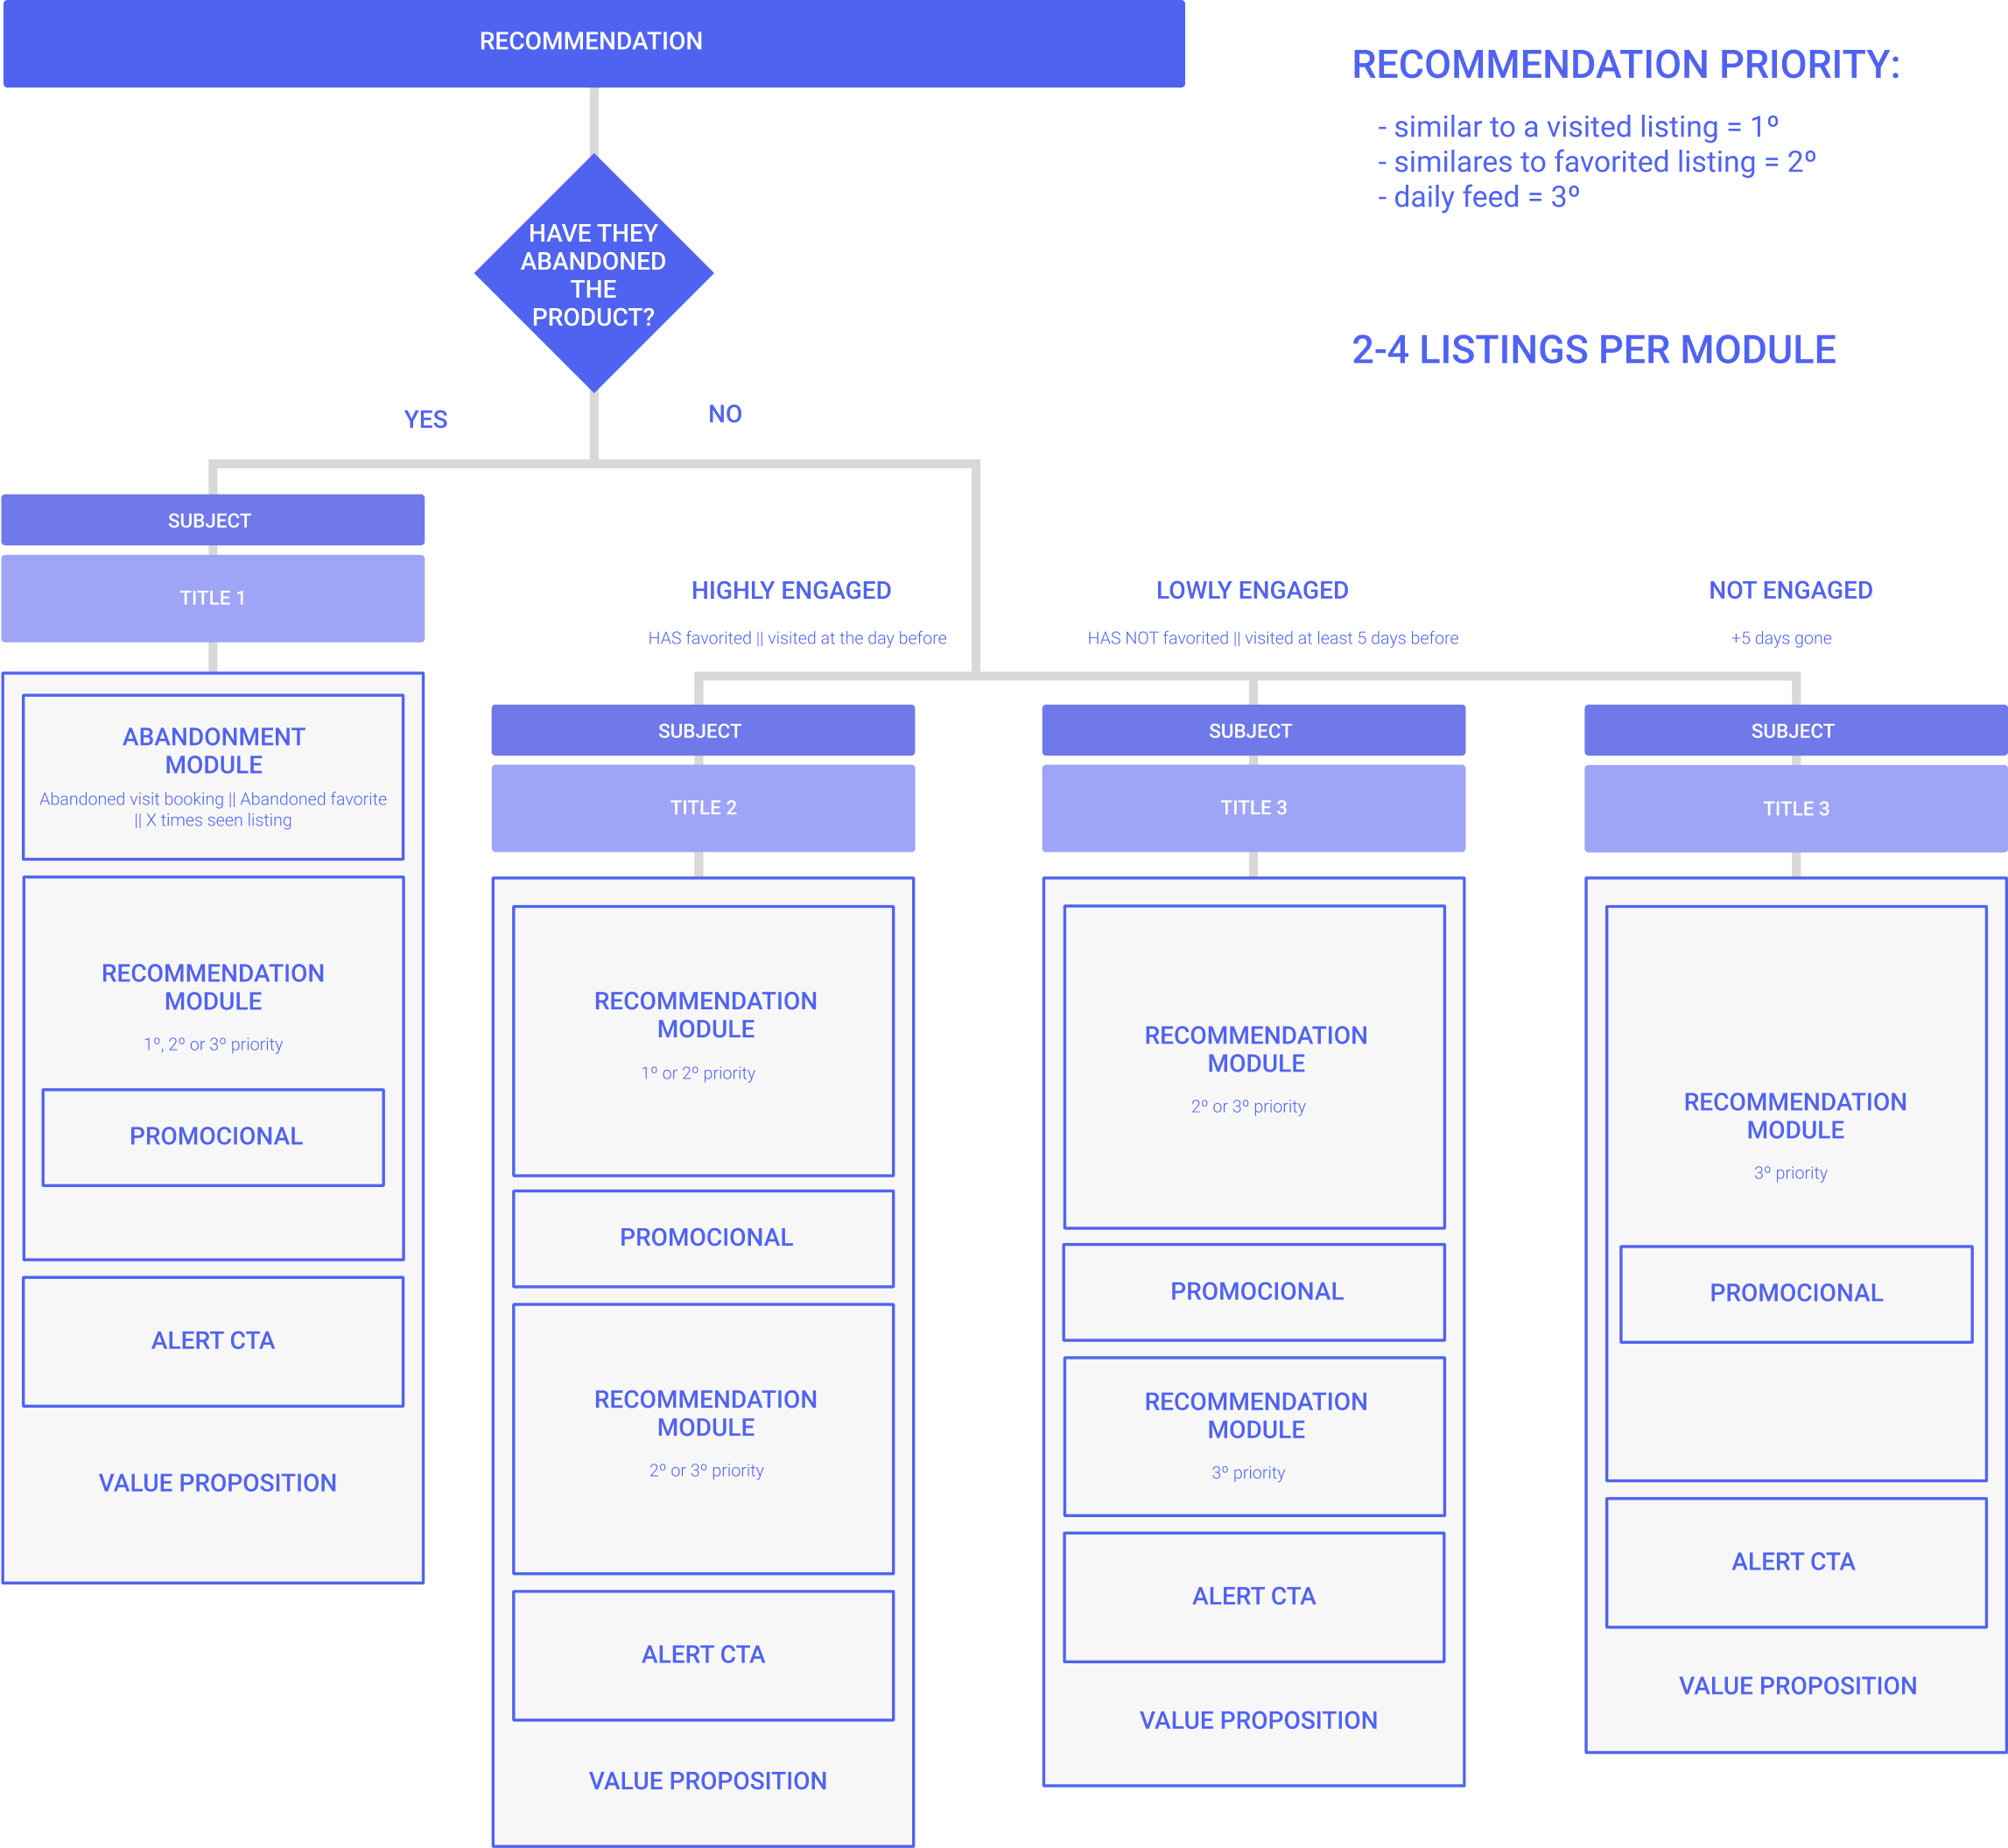 RECOMMENDATION
RECOMMENDATION PRIORITY:
- similar to a visited listing = 1º
- similares to favorited listing = 2º
- daily feed = 3º
2-4 LISTINGS PER MODULE
HAVE THEY
ABANDONED
THE
PRODUCT?
YES
NO
SUBJECT
TITLE 1
ABANDONMENT
MODULE
Abandoned visit booking || Abandoned favorite
|| X times seen listing
RECOMMENDATION
MODULE
1º, 2º or 3º priority
PROMOCIONAL
ALERT CTA
VALUE PROPOSITION
HIGHLY ENGAGED
HAS favorited || visited at the day before
SUBJECT
TITLE 2
RECOMMENDATION
MODULE
1º or 2º priority
PROMOCIONAL
RECOMMENDATION
MODULE
2º or 3º priority
ALERT CTA
VALUE PROPOSITION
LOWLY ENGAGED
HAS NOT favorited || visited at least 5 days before
SUBJECT
TITLE 3
RECOMMENDATION
MODULE
2º or 3º priority
PROMOCIONAL
RECOMMENDATION
MODULE
3º priority
ALERT CTA
VALUE PROPOSITION
NOT ENGAGED
+5 days gone
SUBJECT
TITLE 3
RECOMMENDATION
MODULE
3º priority
PROMOCIONAL
ALERT CTA
VALUE PROPOSITION